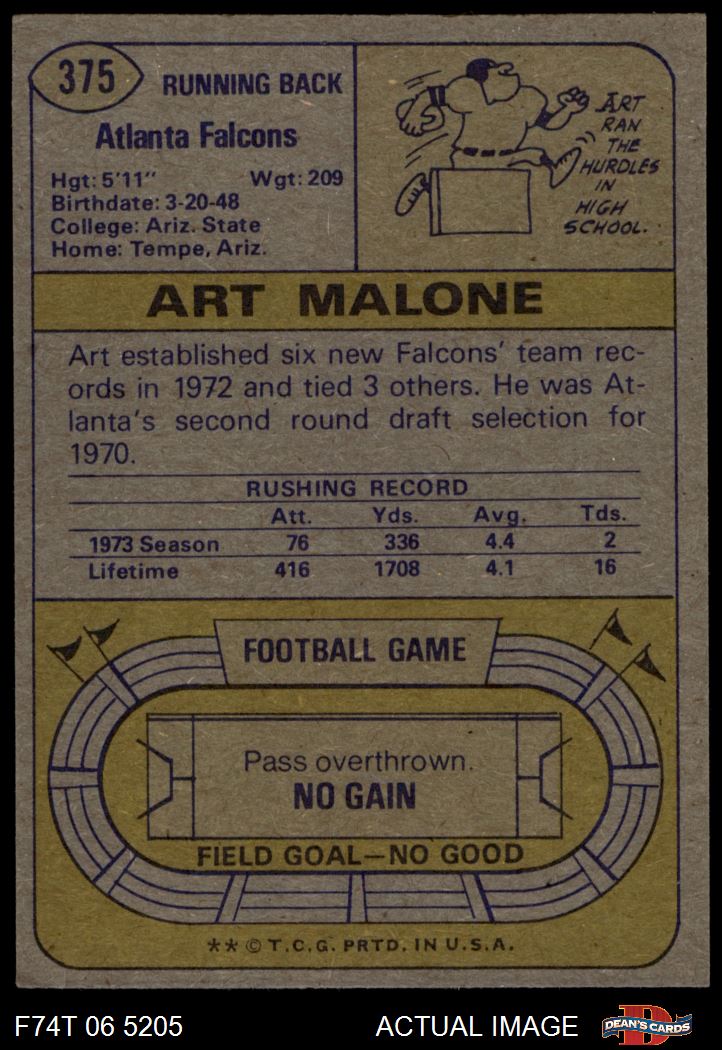 375
RUNNING BACK
Atlanta Falcons
Hgt: 5'11" Wgt: 209
Birthdate: 3-20-48
College: Ariz. State
Home: Tempe, Ariz.
ART
RAN
THE
HURDLES
IN
HIGH
SCHOOL.
ART MALONE
Art established six new Falcons' team rec-
ords in 1972 and tied 3 others. He was At-
lanta's second round draft selection for
1970.
RUSHING RECORD
Att. Yds. Avg. Tds.
1973 Season 76 336 4.4 2
Lifetime 416 1708 4.1 16
FOOTBALL GAME
Pass overthrown.
NO GAIN
FIELD GOAL—NO GOOD
** © T.C.G. PRTD. IN U.S.A.
F74T 06 5205 ACTUAL IMAGE
D
DEAN'S CARDS